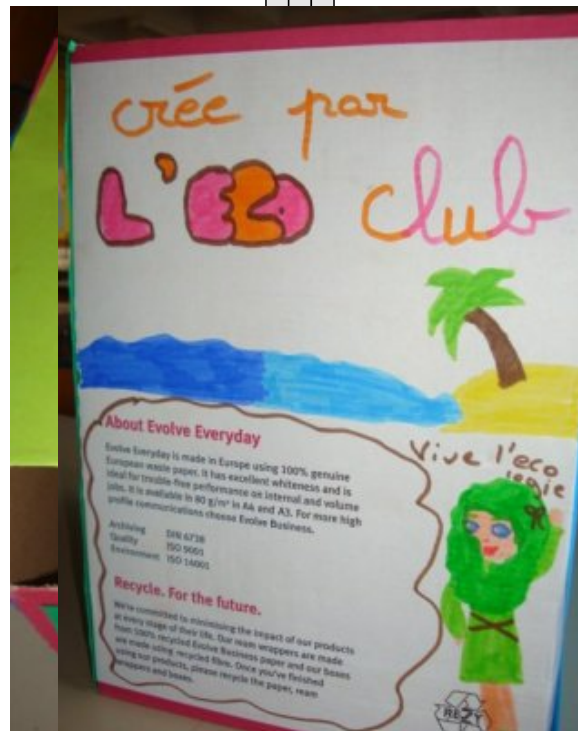 crée par
L'ECO club
Vive l'eco
logie
About Evolve Everyday
Evolve Everyday is made in Europe using 100% genuine
European waste paper. It has excellent whiteness and is
ideal for trouble-free performance on internal and volume
jobs. It is available in 80 g/m² in A4 and A3. For more high
profile communications choose Evolve Business.
Archiving DIN 6738
Quality ISO 9001
Environment ISO 14001
Recycle. For the future.
We're committed to minimising the impact of our products
at every stage of their life. Our ream wrappers are made
from 100% recycled Evolve Business paper and our boxes
are made using recycled fibre. Once you've finished
using our products, please recycle the paper, ream
wrappers and boxes.
RESY